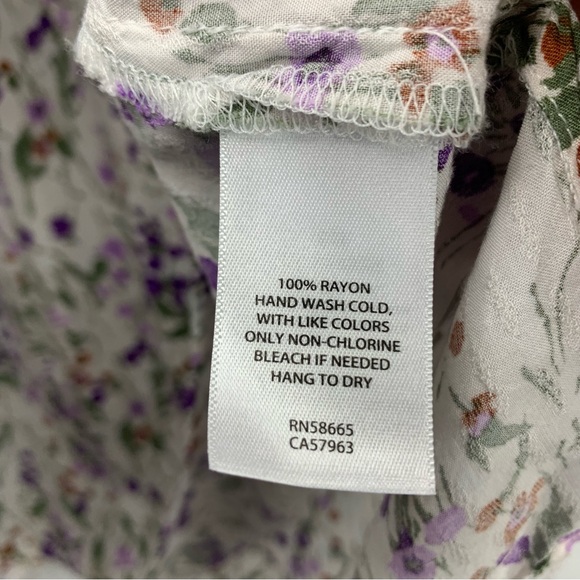 100% RAYON
HAND WASH COLD,
WITH LIKE COLORS
ONLY NON-CHLORINE
BLEACH IF NEEDED
HANG TO DRY
RN58665
CA57963